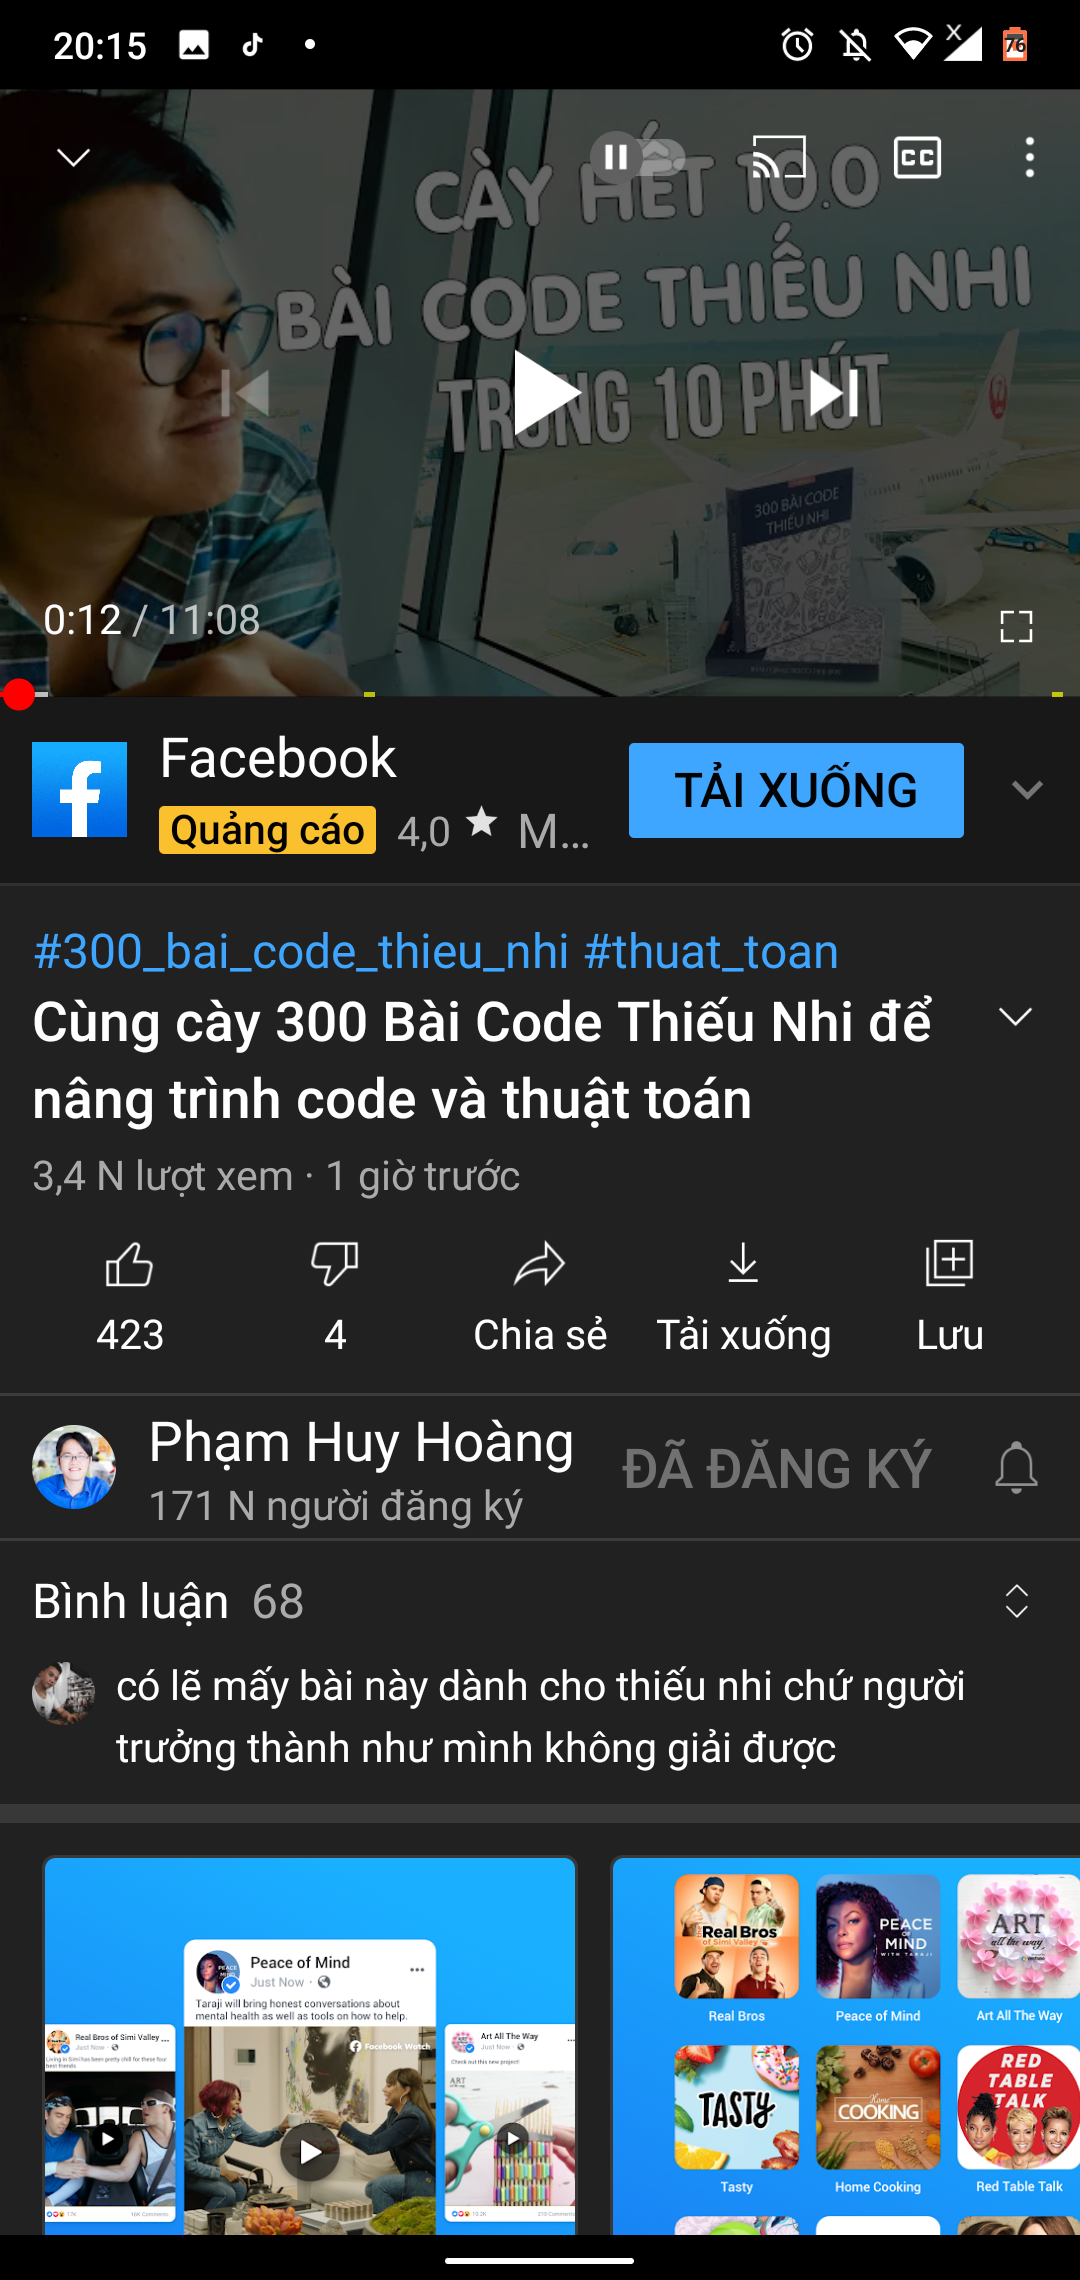 20:15
76
CC
CÀY HẾT 10.0
BÀI CODE THIẾU NHI
TRONG 10 PHÚT
300 BÀI CODE
THIẾU NHI
0:12 / 11:08
Facebook
Quảng cáo 4,0 ★ M...
TẢI XUỐNG
#300_bai_code_thieu_nhi #thuat_toan
Cùng cày 300 Bài Code Thiếu Nhi để
nâng trình code và thuật toán
3,4 N lượt xem · 1 giờ trước
423
4
Chia sẻ
Tải xuống
Lưu
Phạm Huy Hoàng
171 N người đăng ký
ĐÃ ĐĂNG KÝ
Bình luận 68
có lẽ mấy bài này dành cho thiếu nhi chứ người
trưởng thành như mình không giải được
Peace of Mind
Just Now
Taraji will bring honest conversations about
mental health as well as tools on how to help.
Facebook Watch
Real Bros of Simi Valley ...
Just Now
Living in Simi has been pretty chill for these four
best friends.
17K
16K Comments
Art All The Way
Just Now
Check out this new project!
ART
10.2K
Real Bros
of Simi Valley
Real Bros
PEACE
OF
MIND
WITH TARAJI
Peace of Mind
ART
all the way
Art All The Way
TASTY
Tasty
Home
COOKING
Home Cooking
RED
TABLE
TALK
Red Table Talk